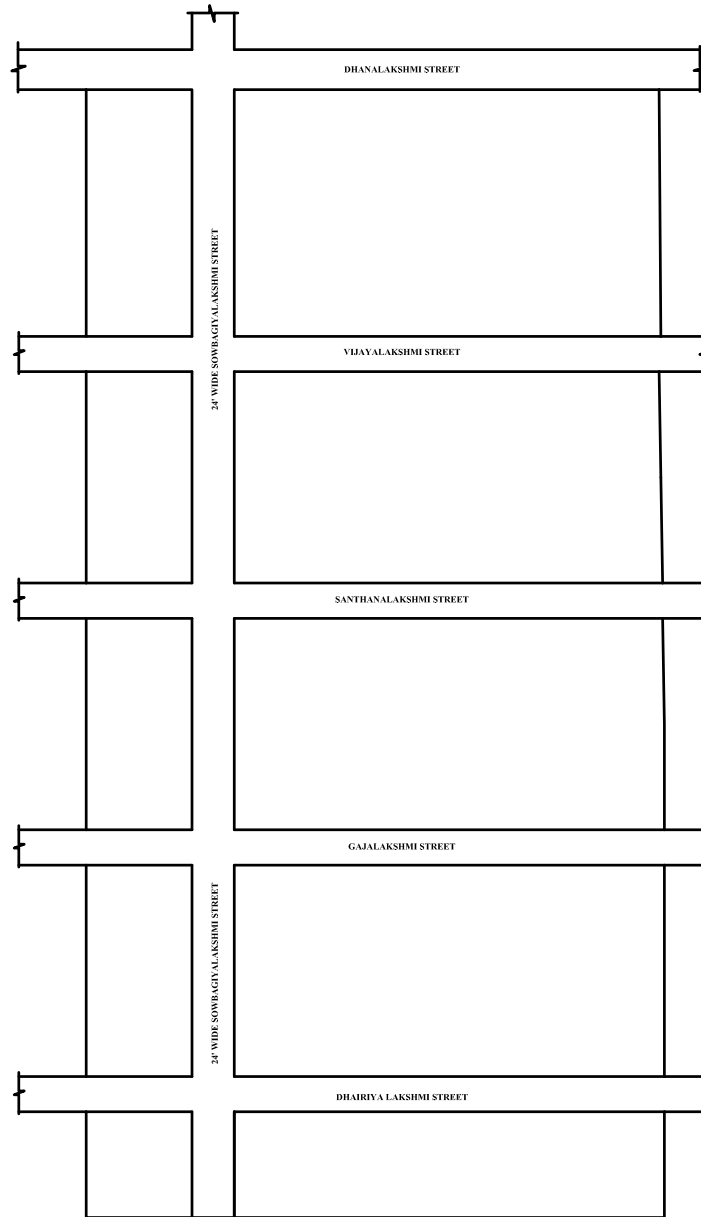 DHANALAKSHMI STREET
24' WIDE SOWBAGIYALAKSHMI STREET
VIJAYALAKSHMI STREET
SANTHANALAKSHMI STREET
GAJALAKSHMI STREET
24' WIDE SOWBAGIYALAKSHMI STREET
DHAIRIYA LAKSHMI STREET